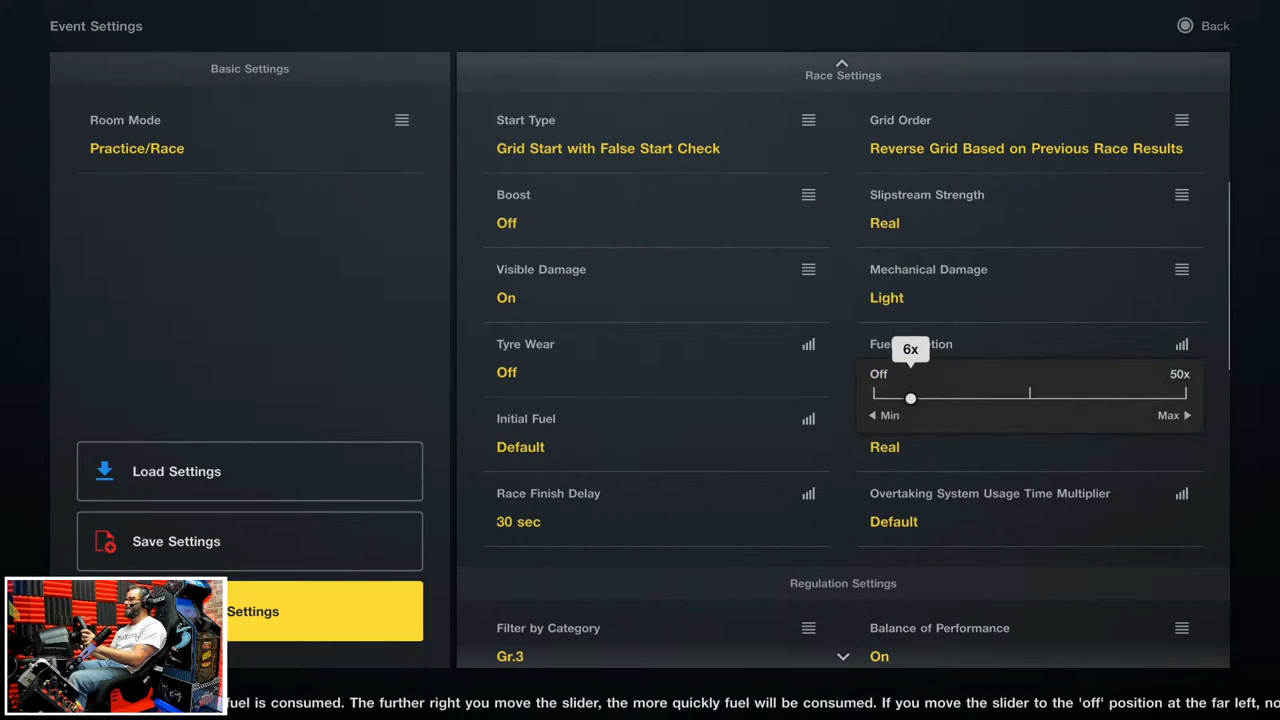 Event Settings
Back
Basic Settings
Room Mode
Practice/Race
Load Settings
Save Settings
Settings
Race Settings
Start Type
Grid Start with False Start Check
Grid Order
Reverse Grid Based on Previous Race Results
Boost
Off
Slipstream Strength
Real
Visible Damage
On
Mechanical Damage
Light
Tyre Wear
Off
6x
Off
50x
Min
Max
Initial Fuel
Default
Real
Race Finish Delay
30 sec
Overtaking System Usage Time Multiplier
Default
Regulation Settings
Filter by Category
Gr.3
Balance of Performance
On
fuel is consumed. The further right you move the slider, the more quickly fuel will be consumed. If you move the slider to the 'off' position at the far left, no